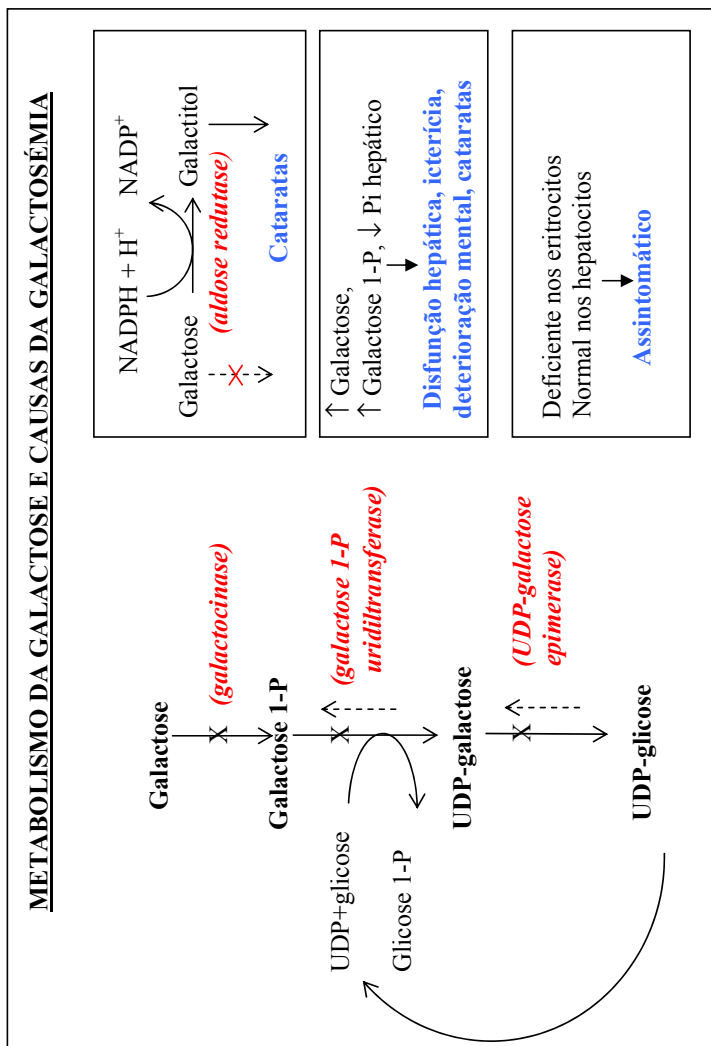 METABOLISMO DA GALACTOSE E CAUSAS DA GALACTOSÉMIA
Galactose
X
(galactocinase)
Galactose 1-P
UDP+glicose
Glicose 1-P
X
(galactose 1-P
uridiltransferase)
UDP-galactose
X
(UDP-galactose
epimerase)
UDP-glicose
NADPH + H+
NADP+
Galactose
Galactitol
(aldose redutase)
X
Cataratas
↑ Galactose,
↑ Galactose 1-P, ↓ Pi hepático
Disfunção hepática, icterícia,
deterioração mental, cataratas
Deficiente nos eritrocitos
Normal nos hepatocitos
Assintomático